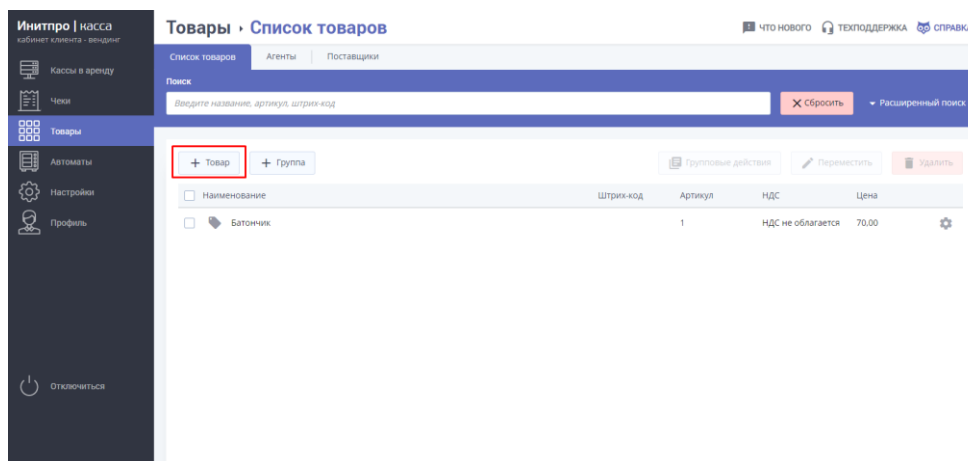 Инитпро | касса
кабинет клиента - вендинг
Кассы в аренду
Чеки
Товары
Автоматы
Настройки
Профиль
Отключиться
Товары › Список товаров
ЧТО НОВОГО
ТЕХПОДДЕРЖКА
СПРАВКА
Список товаров
Агенты
Поставщики
Поиск
Введите название, артикул, штрих-код
Сбросить
Расширенный поиск
+ Товар
+ Группа
Групповые действия
Переместить
Удалить
Наименование Штрих-код Артикул НДС Цена
Батончик 1 НДС не облагается 70,00